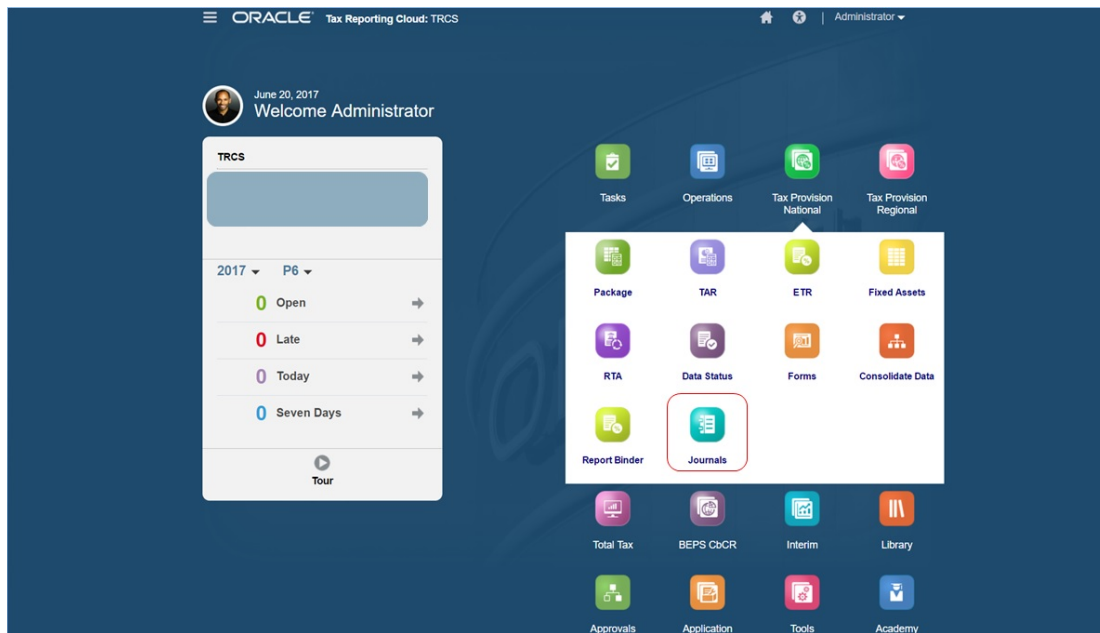 ORACLE® Tax Reporting Cloud: TRCS
Administrator
June 20, 2017
Welcome Administrator
TRCS
2017 P6
0 Open
0 Late
0 Today
0 Seven Days
Tour
Tasks Operations Tax Provision Tax Provision
National Regional
Package TAR ETR Fixed Assets
RTA Data Status Forms Consolidate Data
Report Binder Journals
Total Tax BEPS CbCR Interim Library
Approvals Application Tools Academy